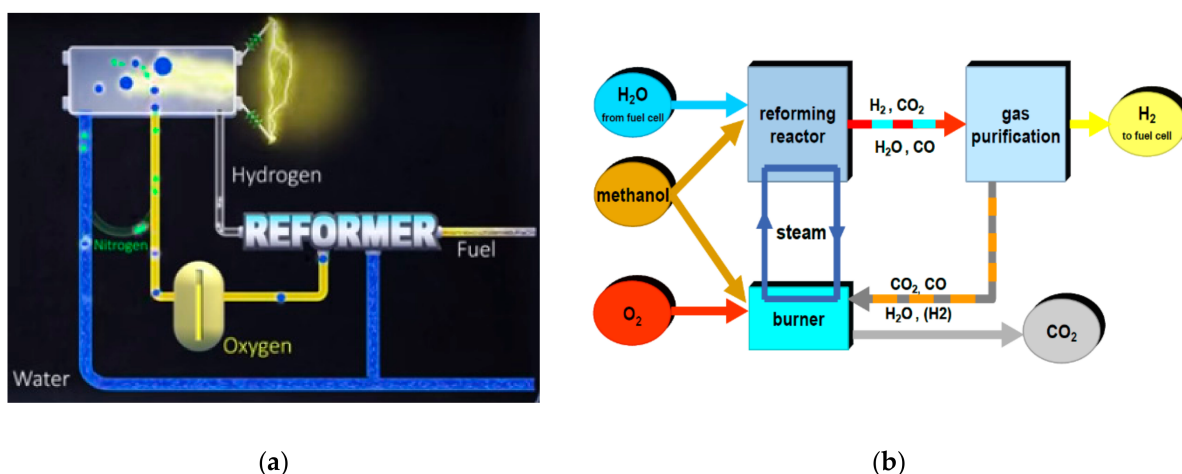 Hydrogen
REFORMER
Fuel
Nitrogen
Oxygen
Water
(a)
H₂O
from fuel cell
reforming
reactor
H₂ , CO₂
H₂O , CO
gas
purification
H₂
to fuel cell
methanol
steam
O₂
burner
CO₂, CO
H₂O , (H2)
CO₂
(b)